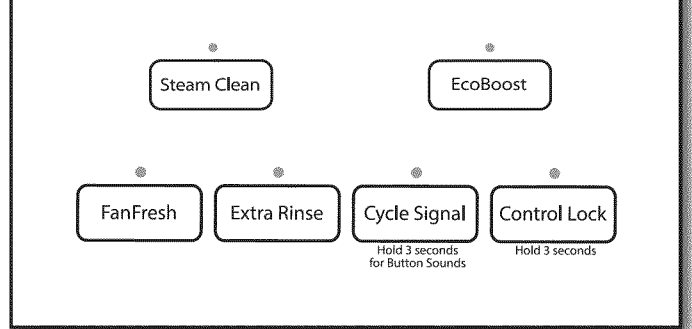 Steam Clean
EcoBoost
FanFresh
Extra Rinse
Cycle Signal
Control Lock
Hold 3 seconds
for Button Sounds
Hold 3 seconds